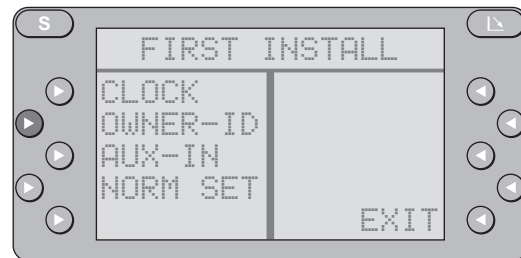 S
FIRST INSTALL
CLOCK
OWNER-ID
AUX-IN
NORM SET
EXIT